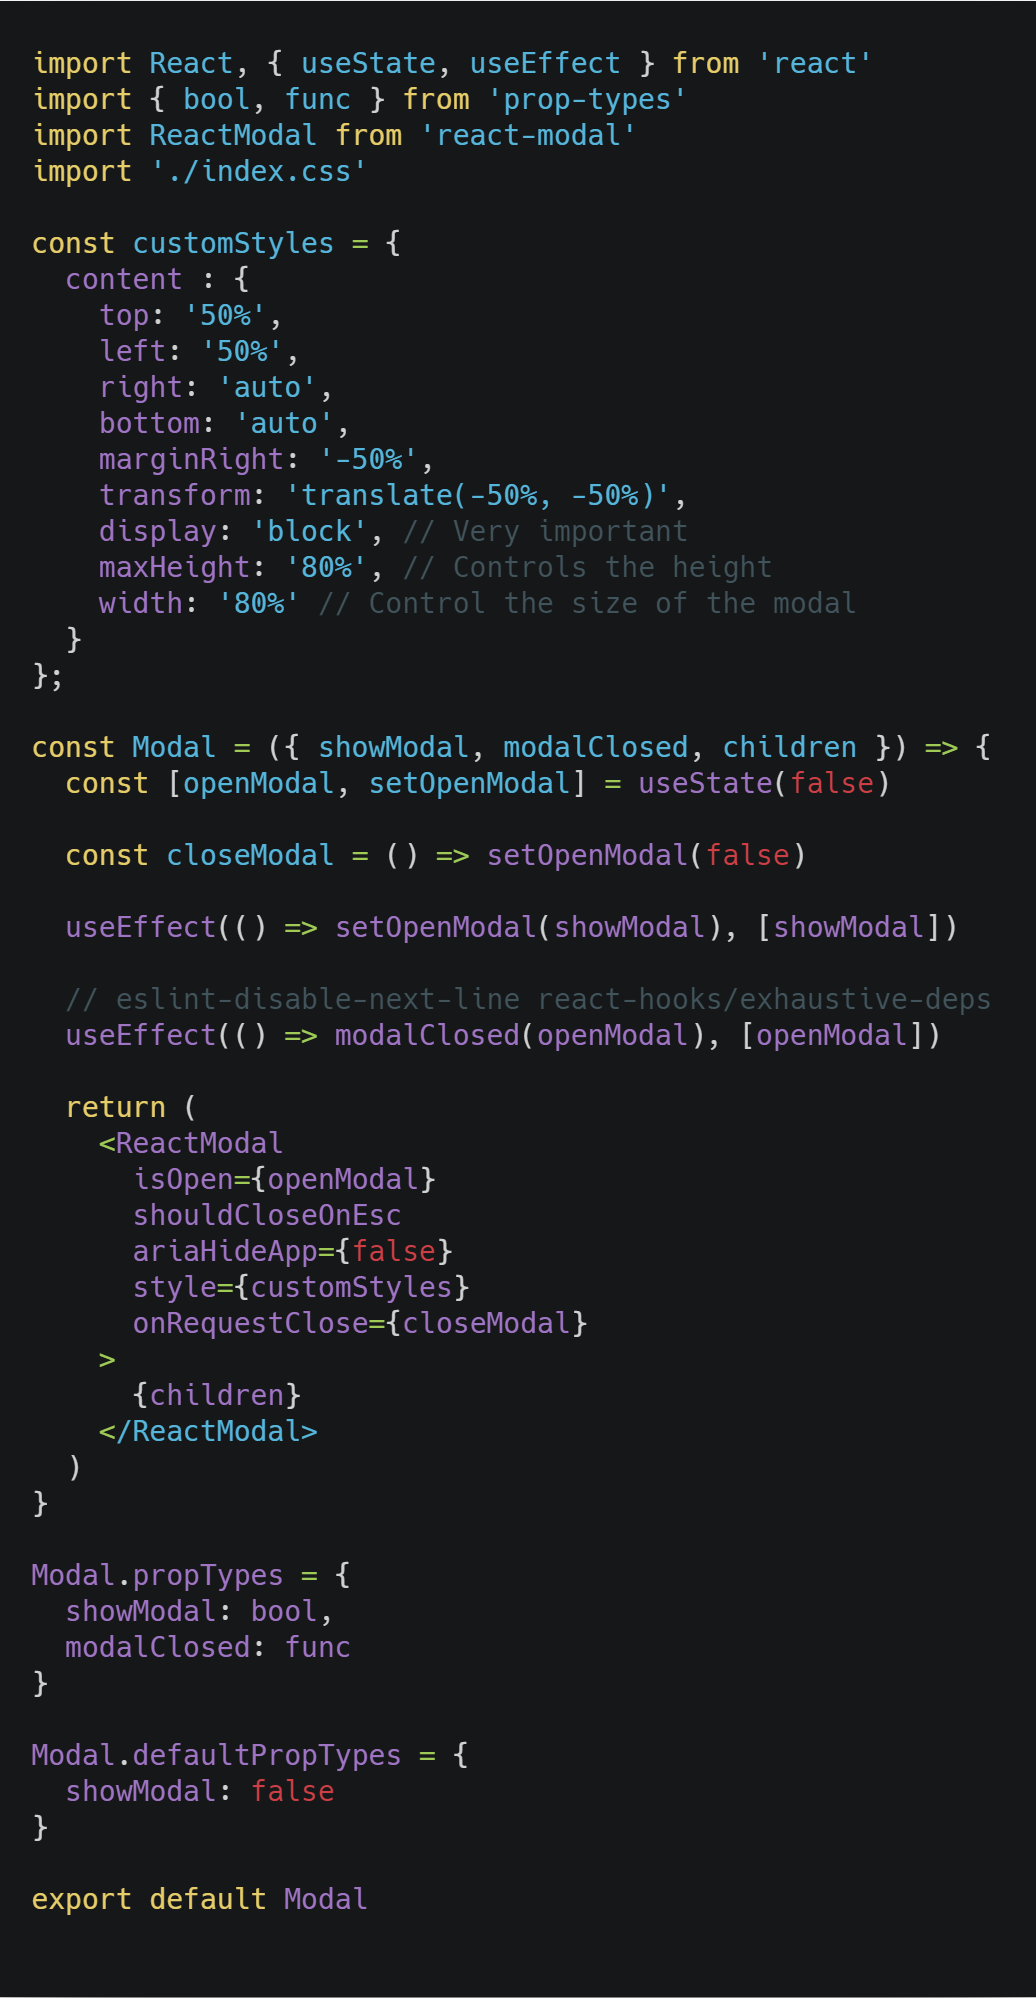 import React, { useState, useEffect } from 'react'
import { bool, func } from 'prop-types'
import ReactModal from 'react-modal'
import './index.css'

const customStyles = {
  content : {
    top: '50%',
    left: '50%',
    right: 'auto',
    bottom: 'auto',
    marginRight: '-50%',
    transform: 'translate(-50%, -50%)',
    display: 'block', // Very important
    maxHeight: '80%', // Controls the height
    width: '80%' // Control the size of the modal
  }
};

const Modal = ({ showModal, modalClosed, children }) => {
  const [openModal, setOpenModal] = useState(false)

  const closeModal = () => setOpenModal(false)

  useEffect(() => setOpenModal(showModal), [showModal])

  // eslint-disable-next-line react-hooks/exhaustive-deps
  useEffect(() => modalClosed(openModal), [openModal])

  return (
    <ReactModal
      isOpen={openModal}
      shouldCloseOnEsc
      ariaHideApp={false}
      style={customStyles}
      onRequestClose={closeModal}
    >
      {children}
    </ReactModal>
  )
}

Modal.propTypes = {
  showModal: bool,
  modalClosed: func
}

Modal.defaultPropTypes = {
  showModal: false
}

export default Modal